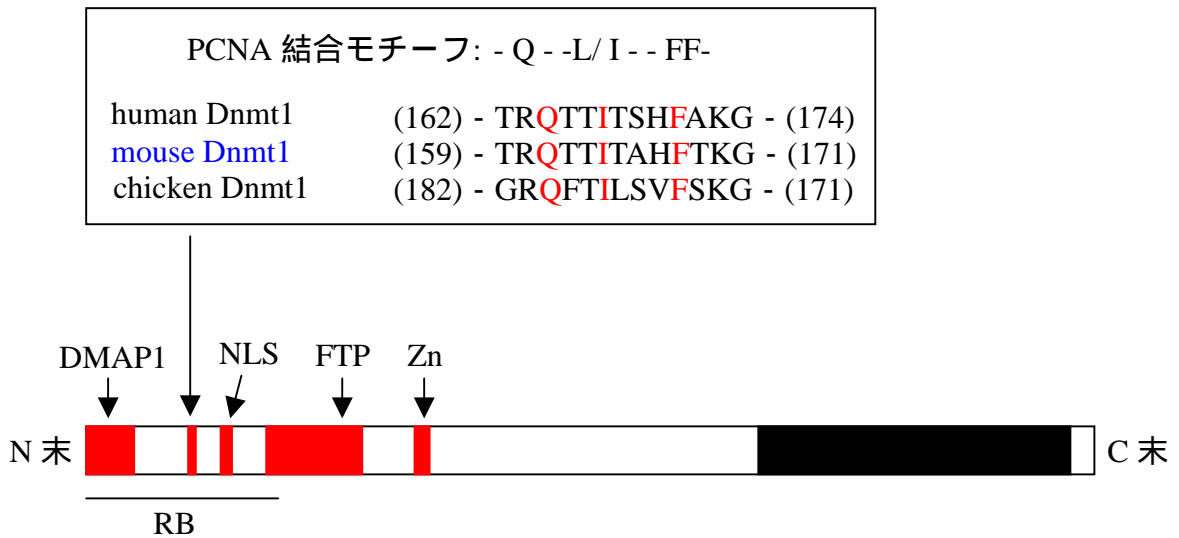 PCNA 結合モチーフ: - Q - -L/ I - - FF-
human Dnmt1 (162) - TRQTTITSHFAKG - (174)
mouse Dnmt1 (159) - TRQTTITAHFTKG - (171)
chicken Dnmt1 (182) - GRQFTILSVFSKG - (171)
DMAP1 NLS FTP Zn
N 末 C 末
RB